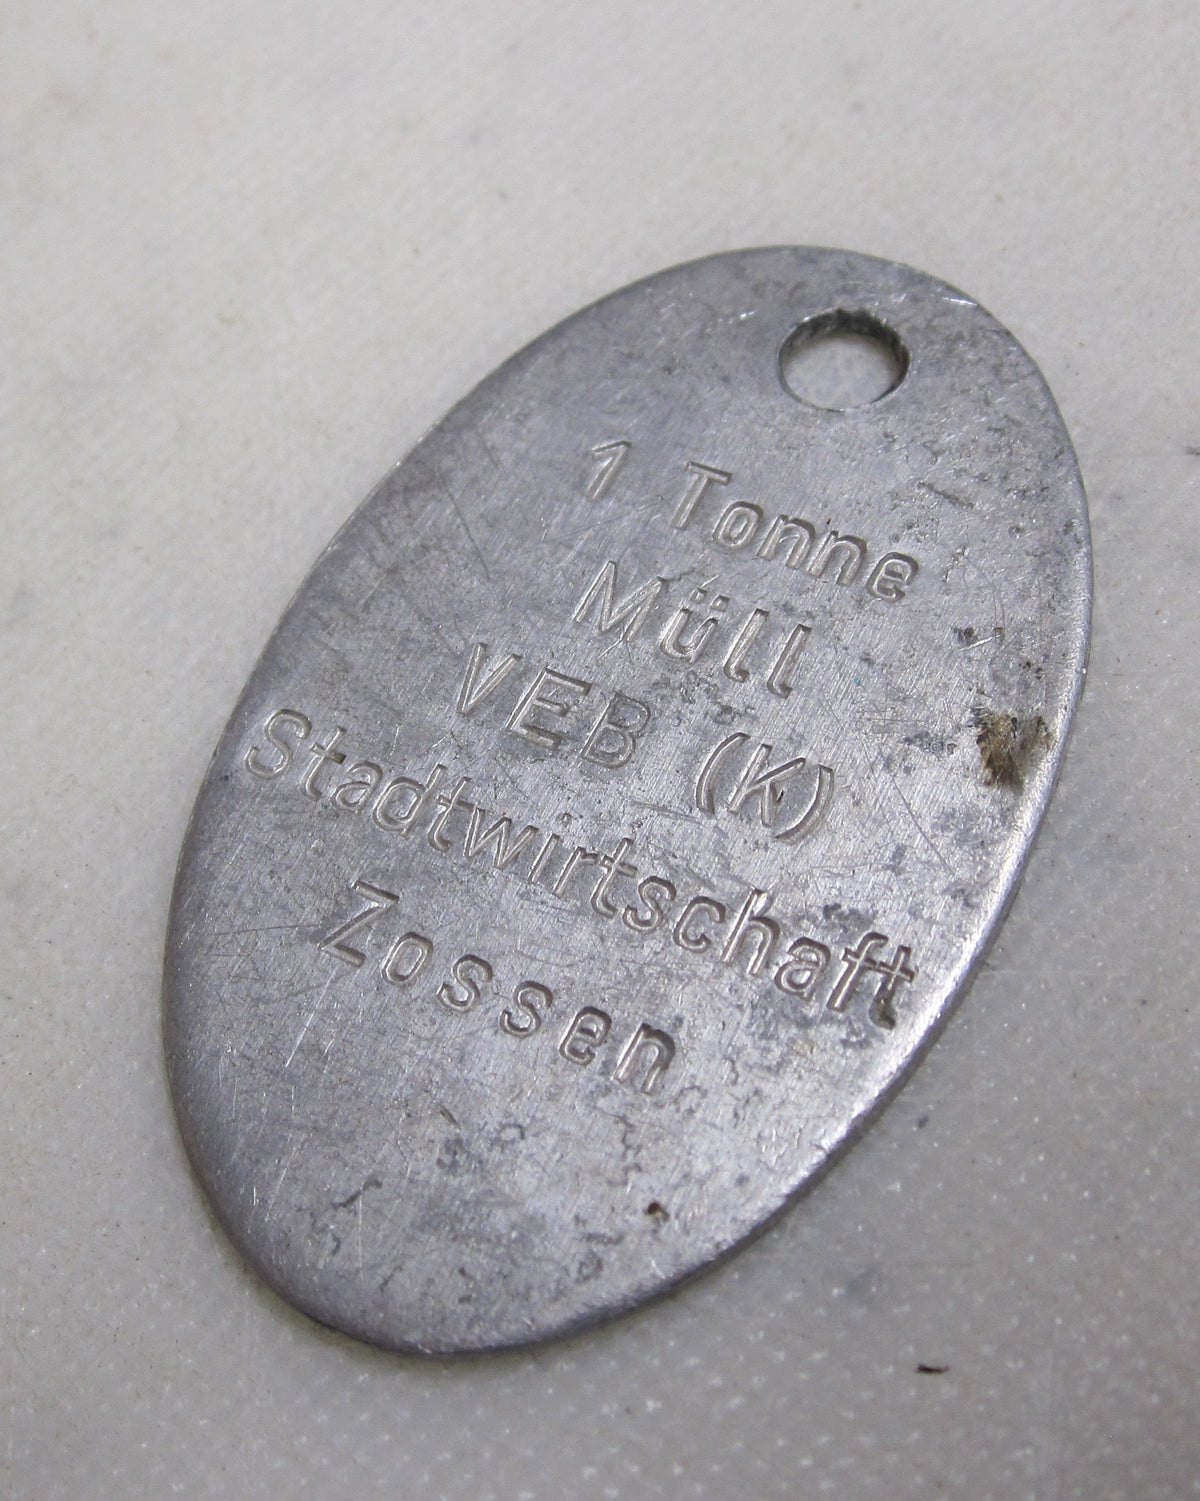 1 Tonne
Müll
VEB (K)
Stadtwirtschaft
Zossen